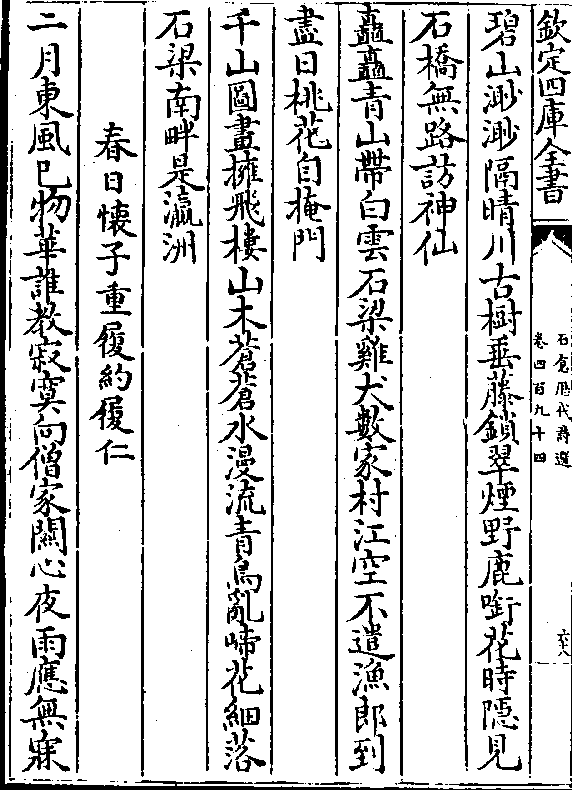 欽定四庫全書
石倉歷代詩選
卷四百九十四
六十八
碧山渺渺隔晴川古樹垂藤鎖翠煙野鹿銜花時隱見
石橋無路訪神仙
矗矗青山帶白雲石梁雞犬數家村江空不遣漁郎到
盡日桃花自掩門
千山圖畫擁飛樓山木蒼蒼水漫流青鳥亂啼花細落
石梁南畔是瀛洲
春日懷子重履約履仁
二月東風已物華誰教寂寞向僧家關心夜雨應無寐